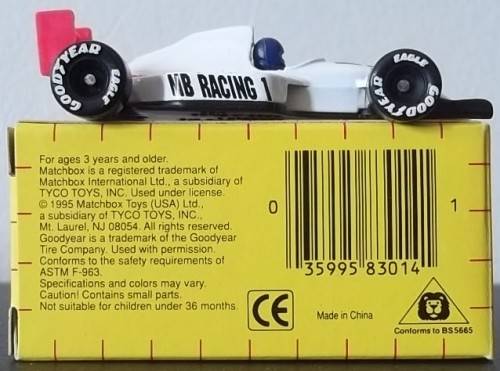 GOODYEAR
EAGLE
MB RACING 1
EAGLE
GOODYEAR
For ages 3 years and older.
Matchbox is a registered trademark of
Matchbox International Ltd., a subsidiary of
TYCO TOYS, INC. Used under license.
© 1995 Matchbox Toys (USA) Ltd.,
a subsidiary of TYCO TOYS, INC.,
Mt. Laurel, NJ 08054. All rights reserved.
Goodyear is a trademark of the Goodyear
Tire Company. Used with permission.
Conforms to the safety requirements of
ASTM F-963.
Specifications and colors may vary.
Caution! Contains small parts.
Not suitable for children under 36 months.
0
1
35995 83014
CE
Made in China
Conforms to BS5665